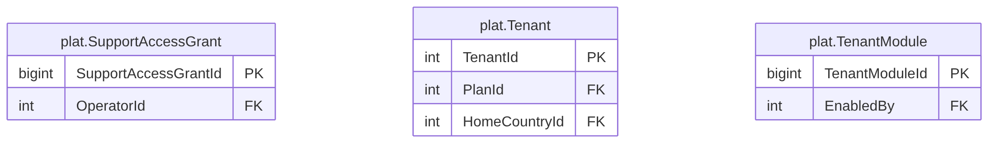 plat.SupportAccessGrant
bigint SupportAccessGrantId PK
int OperatorId FK
plat.Tenant
int TenantId PK
int PlanId FK
int HomeCountryId FK
plat.TenantModule
bigint TenantModuleId PK
int EnabledBy FK